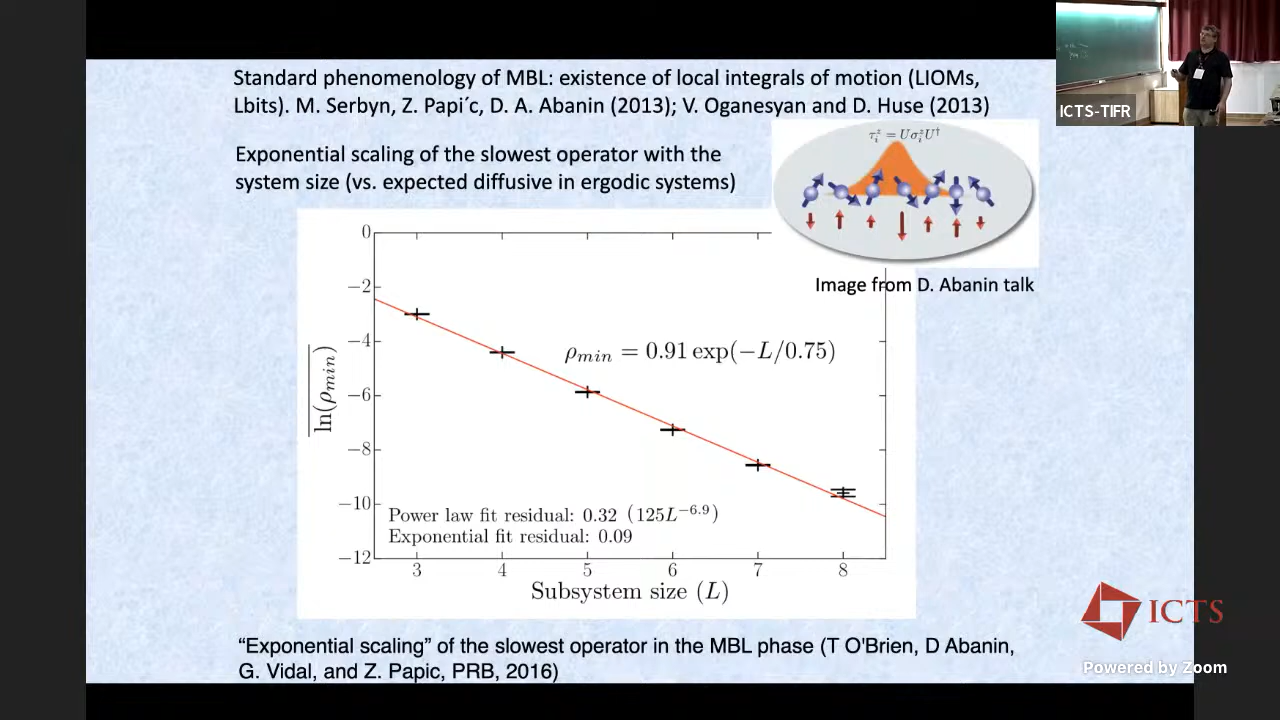 ICTS-TIFR
Standard phenomenology of MBL: existence of local integrals of motion (LIOMs,
Lbits). M. Serbyn, Z. Papi´c, D. A. Abanin (2013); V. Oganesyan and D. Huse (2013)
Exponential scaling of the slowest operator with the
system size (vs. expected diffusive in ergodic systems)
τ_i^z = Uσ_i^zU^†
Image from D. Abanin talk
0
−2
−4
−6
−8
−10
−12
ln(ρ_min)
ρ_min = 0.91 exp(−L/0.75)
Power law fit residual: 0.32 (125L^{−6.9})
Exponential fit residual: 0.09
3 4 5 6 7 8
Subsystem size (L)
“Exponential scaling” of the slowest operator in the MBL phase (T O'Brien, D Abanin,
G. Vidal, and Z. Papic, PRB, 2016)
ICTS
Powered by Zoom